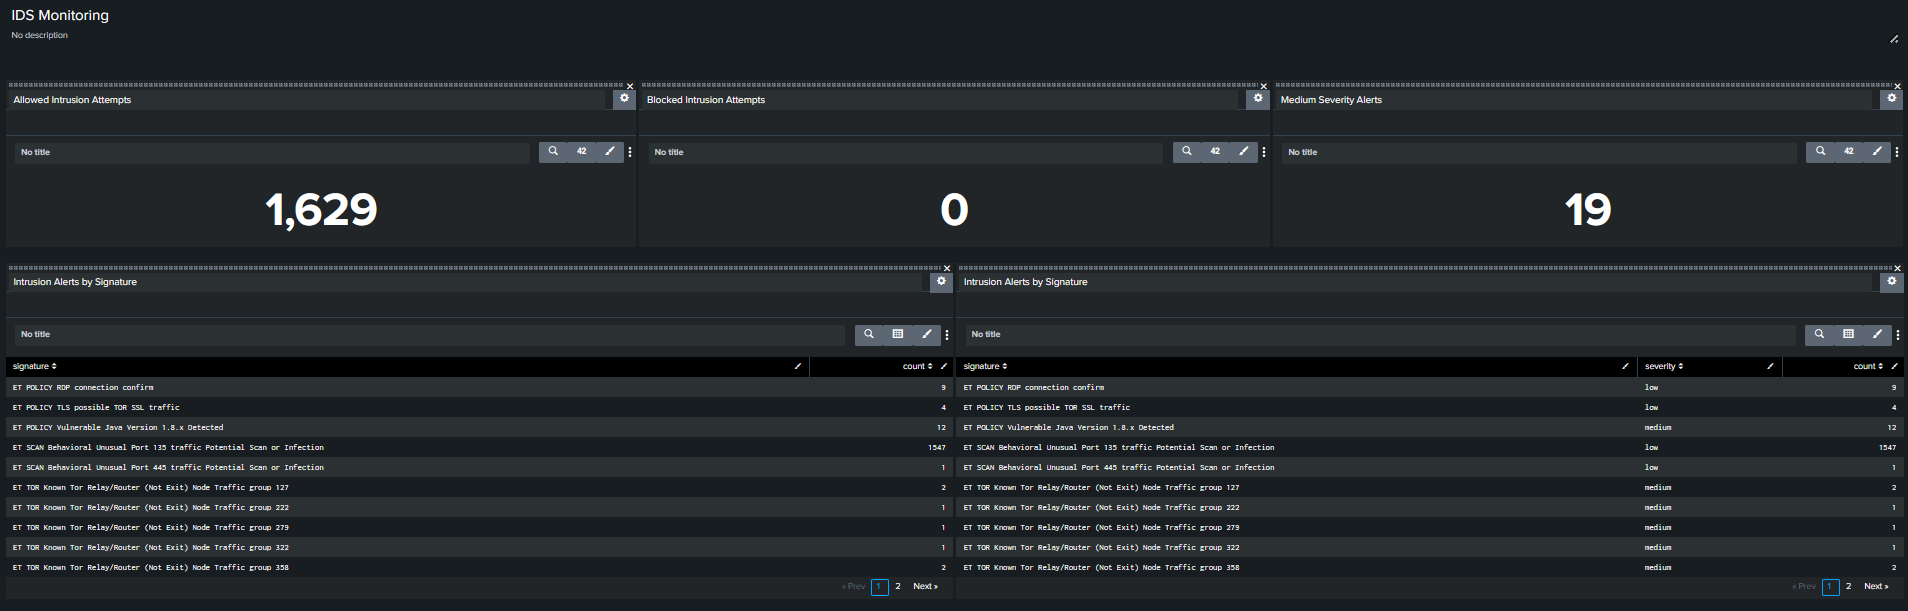 IDS Monitoring
No description
Allowed Intrusion Attempts
No title
42
1,629
Blocked Intrusion Attempts
No title
42
0
Medium Severity Alerts
No title
42
19
Intrusion Alerts by Signature
No title
signature count
ET POLICY RDP connection confirm 9
ET POLICY TLS possible TOR SSL traffic 4
ET POLICY Vulnerable Java Version 1.8.x Detected 12
ET SCAN Behavioral Unusual Port 135 traffic Potential Scan or Infection 1547
ET SCAN Behavioral Unusual Port 445 traffic Potential Scan or Infection 1
ET TOR Known Tor Relay/Router (Not Exit) Node Traffic group 127 2
ET TOR Known Tor Relay/Router (Not Exit) Node Traffic group 222 1
ET TOR Known Tor Relay/Router (Not Exit) Node Traffic group 279 1
ET TOR Known Tor Relay/Router (Not Exit) Node Traffic group 322 1
ET TOR Known Tor Relay/Router (Not Exit) Node Traffic group 358 2
« Prev 1 2 Next »
Intrusion Alerts by Signature
No title
signature severity count
ET POLICY RDP connection confirm low 9
ET POLICY TLS possible TOR SSL traffic low 4
ET POLICY Vulnerable Java Version 1.8.x Detected medium 12
ET SCAN Behavioral Unusual Port 135 traffic Potential Scan or Infection low 1547
ET SCAN Behavioral Unusual Port 445 traffic Potential Scan or Infection low 1
ET TOR Known Tor Relay/Router (Not Exit) Node Traffic group 127 medium 2
ET TOR Known Tor Relay/Router (Not Exit) Node Traffic group 222 medium 1
ET TOR Known Tor Relay/Router (Not Exit) Node Traffic group 279 medium 1
ET TOR Known Tor Relay/Router (Not Exit) Node Traffic group 322 medium 1
ET TOR Known Tor Relay/Router (Not Exit) Node Traffic group 358 medium 2
« Prev 1 2 Next »